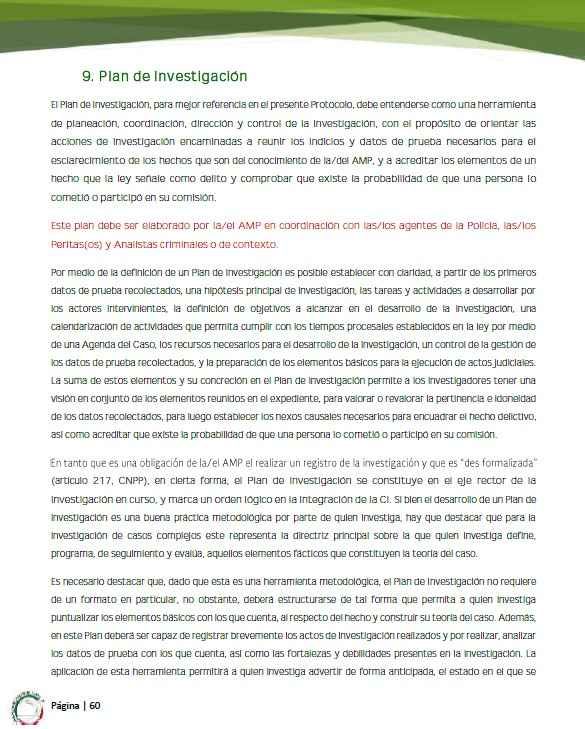 9. Plan de Investigación
El Plan de Investigación, para mejor referencia en el presente Protocolo, debe entenderse como una herramienta
de planeación, coordinación, dirección y control de la investigación, con el propósito de orientar las
acciones de investigación encaminadas a reunir los indicios y datos de prueba necesarios para el
esclarecimiento de los hechos que son del conocimiento de la/del AMP, y a acreditar los elementos de un
hecho que la ley señale como delito y comprobar que existe la probabilidad de que una persona lo
cometió o participó en su comisión.
Este plan debe ser elaborado por la/el AMP en coordinación con las/los agentes de la Policía, las/los
Peritas(os) y Analistas criminales o de contexto.
Por medio de la definición de un Plan de Investigación es posible establecer con claridad, a partir de los primeros
datos de prueba recolectados, una hipótesis principal de investigación, las tareas y actividades a desarrollar por
los actores intervinientes, la definición de objetivos a alcanzar en el desarrollo de la investigación, una
calendarización de actividades que permita cumplir con los tiempos procesales establecidos en la ley por medio
de una Agenda del Caso, los recursos necesarios para el desarrollo de la investigación, un control de la gestión de
los datos de prueba recolectados, y la preparación de los elementos básicos para la ejecución de actos judiciales.
La suma de estos elementos y su concreción en el Plan de Investigación permite a los investigadores tener una
visión en conjunto de los elementos reunidos en el expediente, para valorar o revalorar la pertinencia e idoneidad
de los datos recolectados, para luego establecer los nexos causales necesarios para encuadrar el hecho delictivo,
así como acreditar que existe la probabilidad de que una persona lo cometió o participó en su comisión.
En tanto que es una obligación de la/el AMP el realizar un registro de la investigación y que es "des formalizada"
(artículo 217, CNPP), en cierta forma, el Plan de Investigación se constituye en el eje rector de la
investigación en curso, y marca un orden lógico en la integración de la CI. Si bien el desarrollo de un Plan de
Investigación es una buena práctica metodológica por parte de quien investiga, hay que destacar que para la
investigación de casos complejos este representa la directriz principal sobre la que quien investiga define,
programa, de seguimiento y evalúa, aquellos elementos fácticos que constituyen la teoría del caso.
Es necesario destacar que, dado que esta es una herramienta metodológica, el Plan de Investigación no requiere
de un formato en particular, no obstante, deberá estructurarse de tal forma que permita a quien investiga
puntualizar los elementos básicos con los que cuenta, al respecto del hecho y construir su teoría del caso. Además,
en este Plan deberá ser capaz de registrar brevemente los actos de investigación realizados y por realizar, analizar
los datos de prueba con los que cuenta, así como las fortalezas y debilidades presentes en la investigación. La
aplicación de esta herramienta permitirá a quien investiga advertir de forma anticipada, el estado en el que se
Página | 60